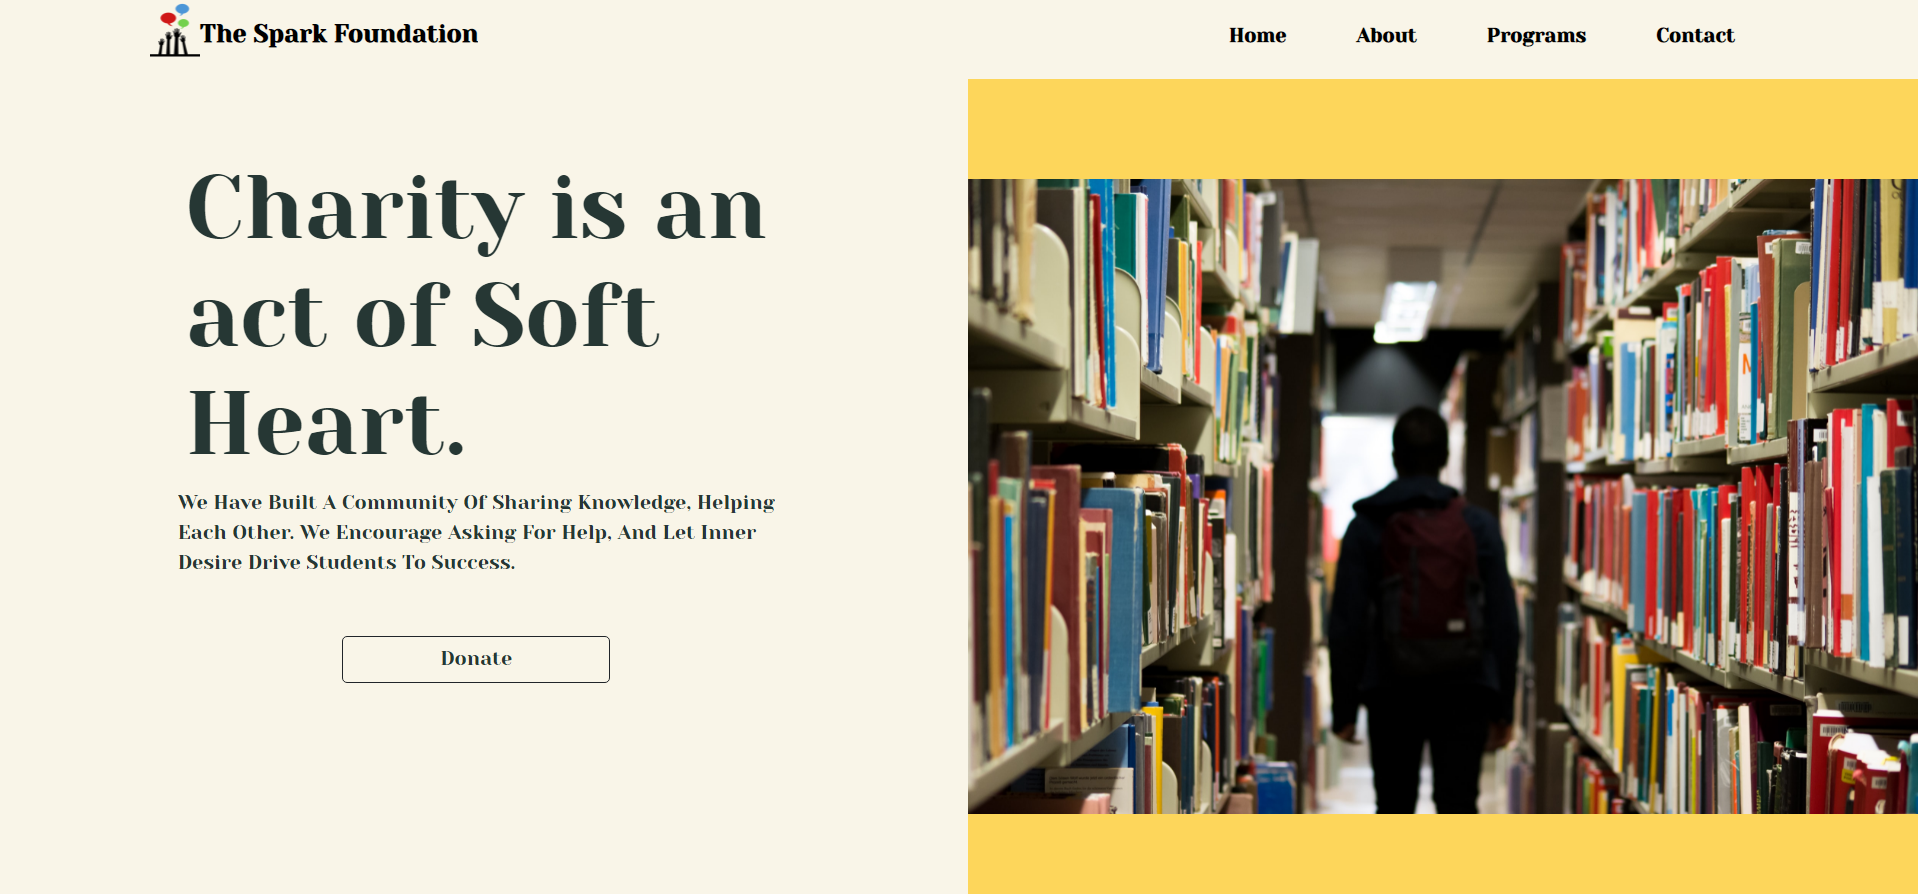 The Spark Foundation
Home About Programs Contact
Charity is an
act of Soft
Heart.
We Have Built A Community Of Sharing Knowledge, Helping
Each Other. We Encourage Asking For Help, And Let Inner
Desire Drive Students To Success.
Donate